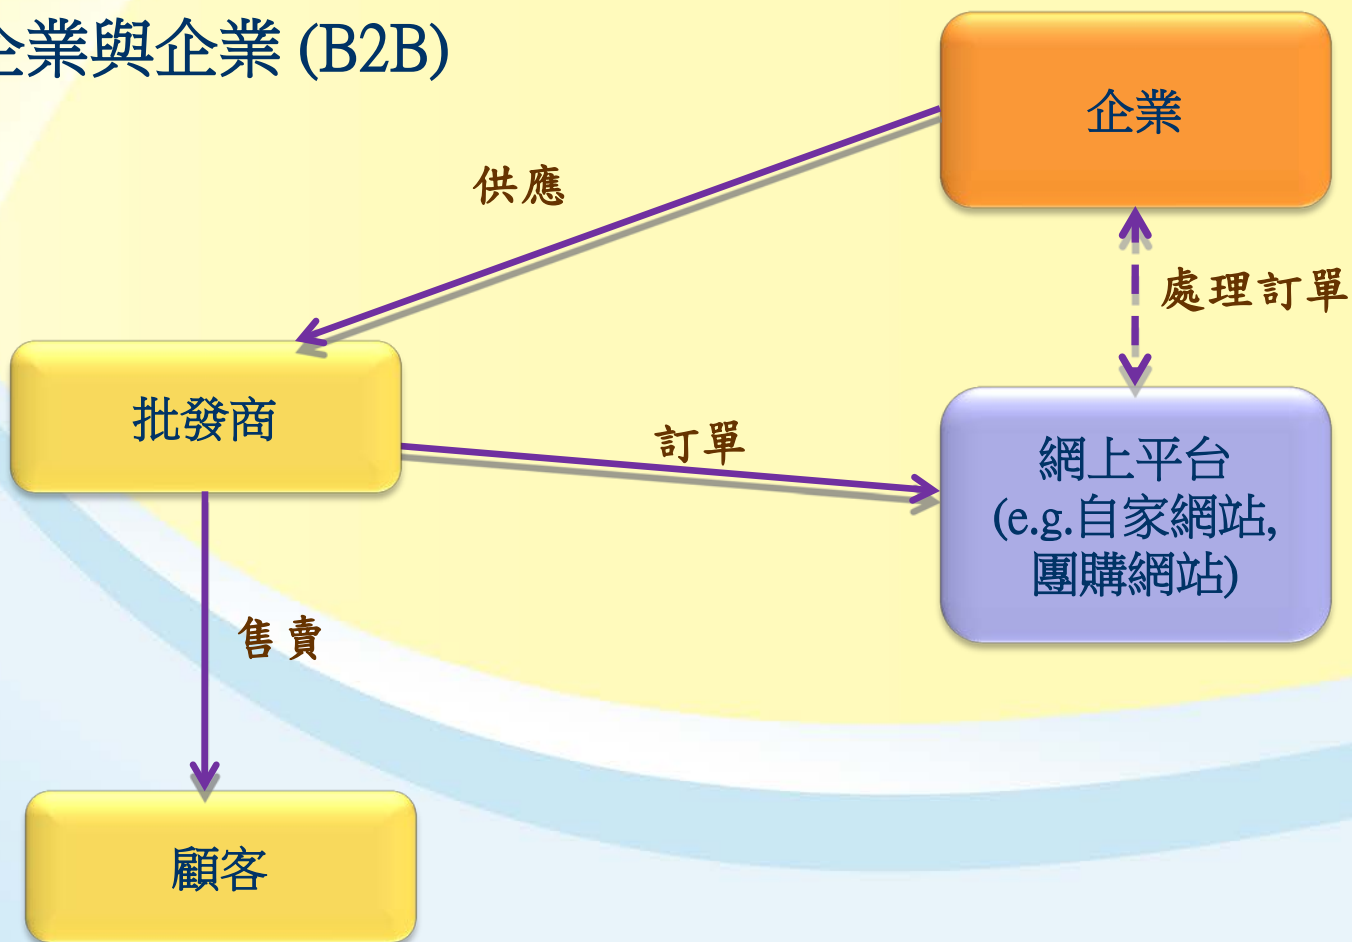 企業與企業 (B2B)
企業
供應
處理訂單
批發商
訂單
網上平台
(e.g.自家網站,
團購網站)
售賣
顧客